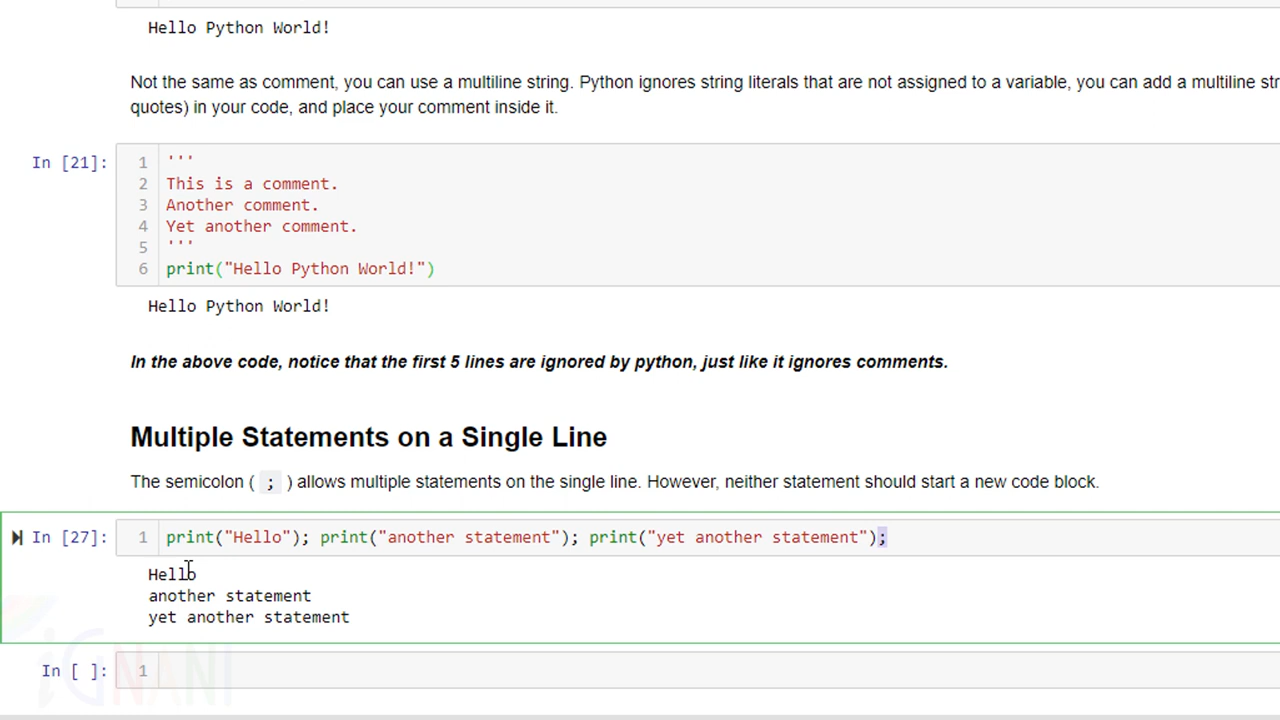 Hello Python World!
Not the same as comment, you can use a multiline string. Python ignores string literals that are not assigned to a variable, you can add a multiline str
quotes) in your code, and place your comment inside it.
In [21]:
1 '''
2 This is a comment.
3 Another comment.
4 Yet another comment.
5 '''
6 print("Hello Python World!")
Hello Python World!
In the above code, notice that the first 5 lines are ignored by python, just like it ignores comments.
Multiple Statements on a Single Line
The semicolon ( ; ) allows multiple statements on the single line. However, neither statement should start a new code block.
In [27]: 1 print("Hello"); print("another statement"); print("yet another statement");
Hello
another statement
yet another statement
In [ ]: 1
iGNANI